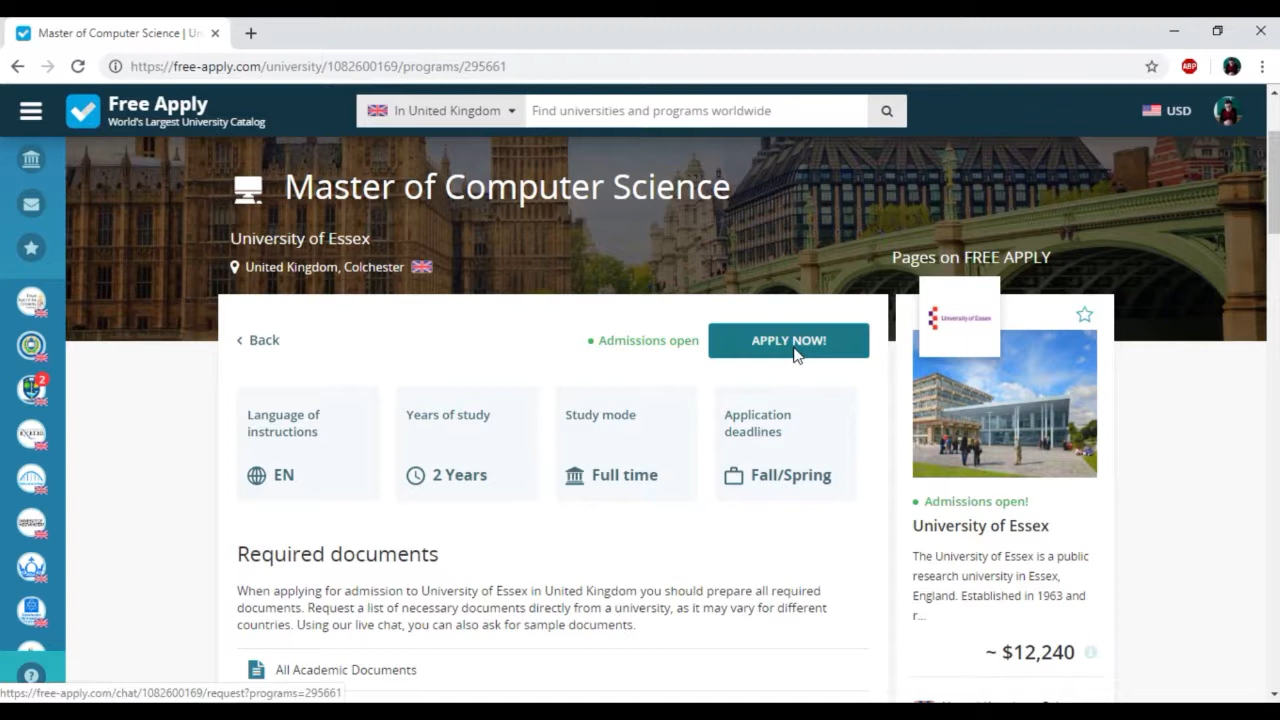 Master of Computer Science | Un
https://free-apply.com/university/1082600169/programs/295661
ABP
Free Apply
World's Largest University Catalog
In United Kingdom
Find universities and programs worldwide
USD
Master of Computer Science
University of Essex
United Kingdom, Colchester
Pages on FREE APPLY
University of Essex
Back
Admissions open
APPLY NOW!
Language of
instructions
EN
Years of study
2 Years
Study mode
Full time
Application
deadlines
Fall/Spring
2
Admissions open!
University of Essex
The University of Essex is a public
research university in Essex,
England. Established in 1963 and
r...
~ $12,240
Required documents
When applying for admission to University of Essex in United Kingdom you should prepare all required
documents. Request a list of necessary documents directly from a university, as it may vary for different
countries. Using our live chat, you can also ask for sample documents.
All Academic Documents
?
https://free-apply.com/chat/1082600169/request?programs=295661